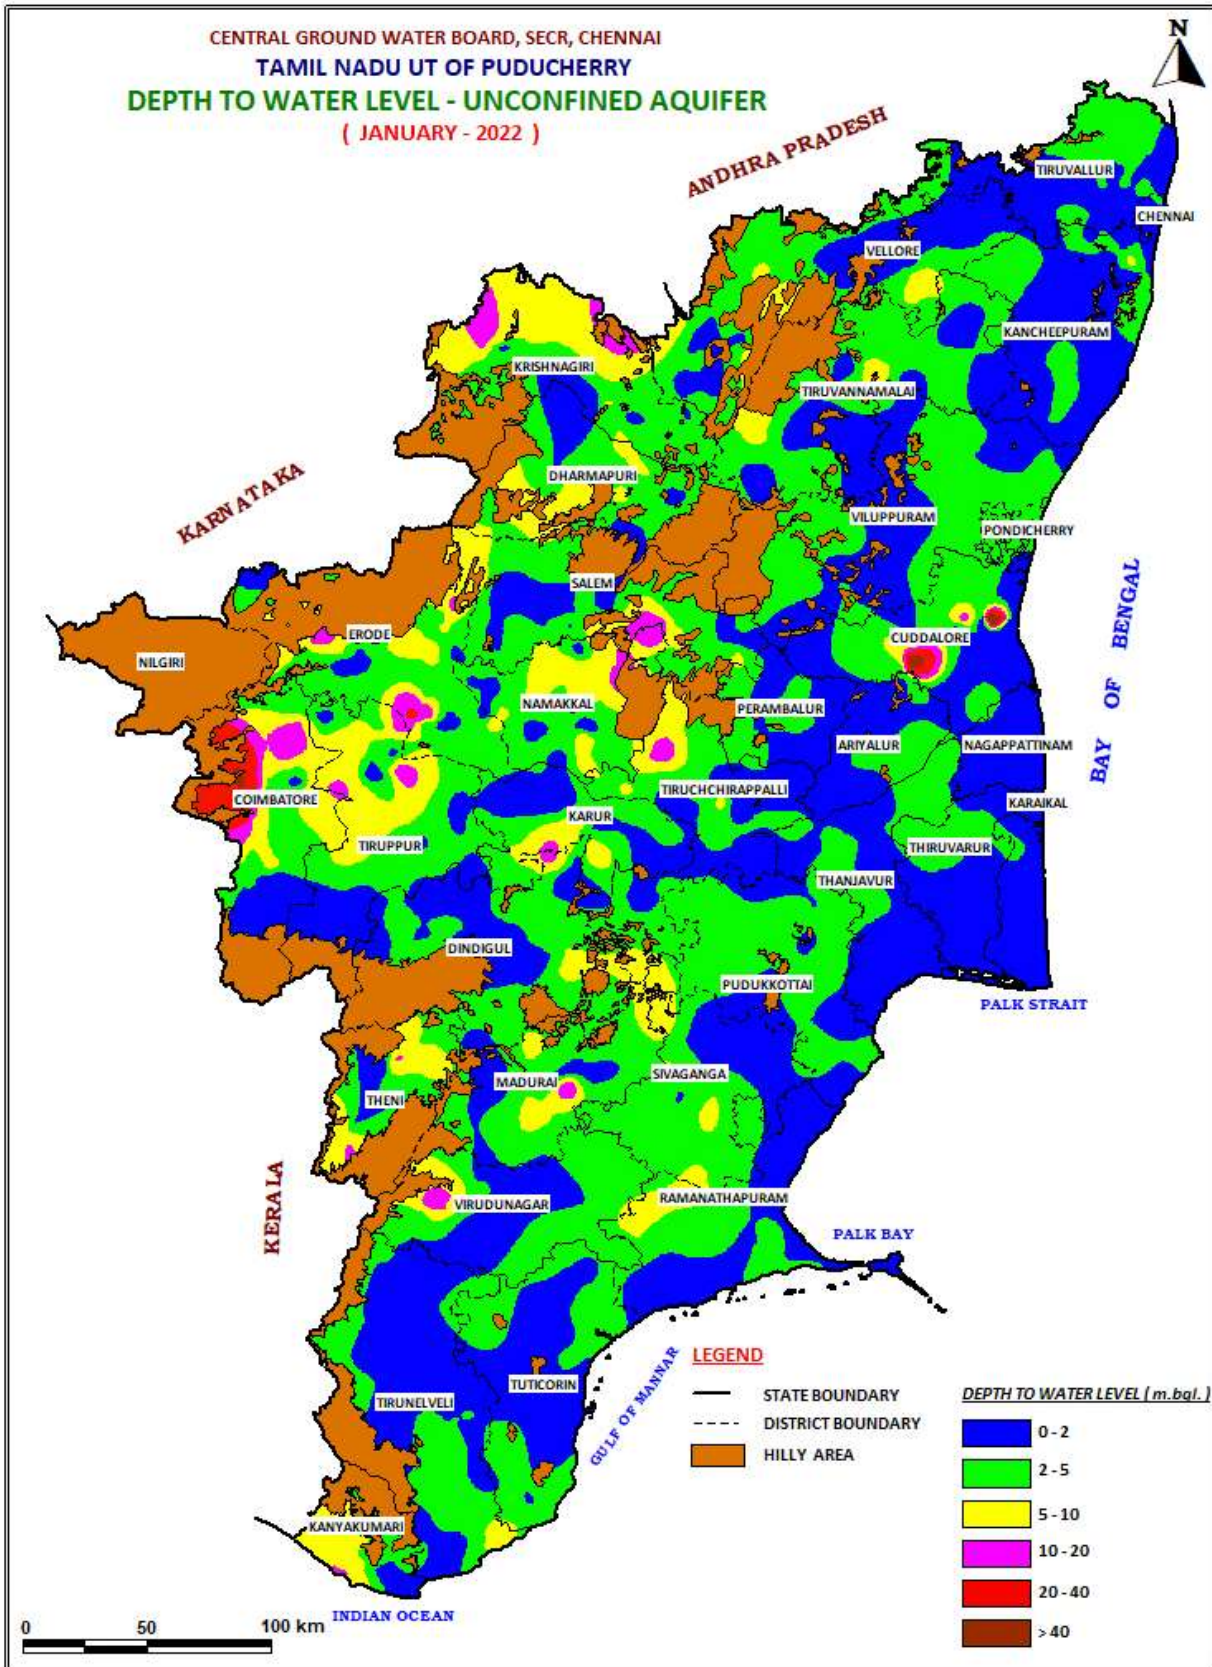 CENTRAL GROUND WATER BOARD, SECR, CHENNAI
TAMIL NADU UT OF PUDUCHERRY
DEPTH TO WATER LEVEL - UNCONFINED AQUIFER
( JANUARY - 2022 )
N
ANDHRA PRADESH
TIRUVALLUR
CHENNAI
VELLORE
KANCHEEPURAM
KRISHNAGIRI
TIRUVANNAMALAI
DHARMAPURI
KARNATAKA
VILUPPURAM
PONDICHERRY
SALEM
BAY OF BENGAL
ERODE
CUDDALORE
NILGIRI
NAMAKKAL
PERAMBALUR
ARIYALUR
NAGAPPATTINAM
COIMBATORE
TIRUCHCHIRAPPALLI
KARAIKAL
KARUR
TIRUPPUR
THIRUVARUR
THANJAVUR
DINDIGUL
PUDUKKOTTAI
PALK STRAIT
SIVAGANGA
MADURAI
THENI
KERALA
VIRUDUNAGAR
RAMANATHAPURAM
PALK BAY
GULF OF MANNAR
TUTICORIN
TIRUNELVELI
KANYAKUMARI
INDIAN OCEAN
0 50 100 km
LEGEND
STATE BOUNDARY
DISTRICT BOUNDARY
HILLY AREA
DEPTH TO WATER LEVEL ( m.bgl. )
0 - 2
2 - 5
5 - 10
10 - 20
20 - 40
> 40